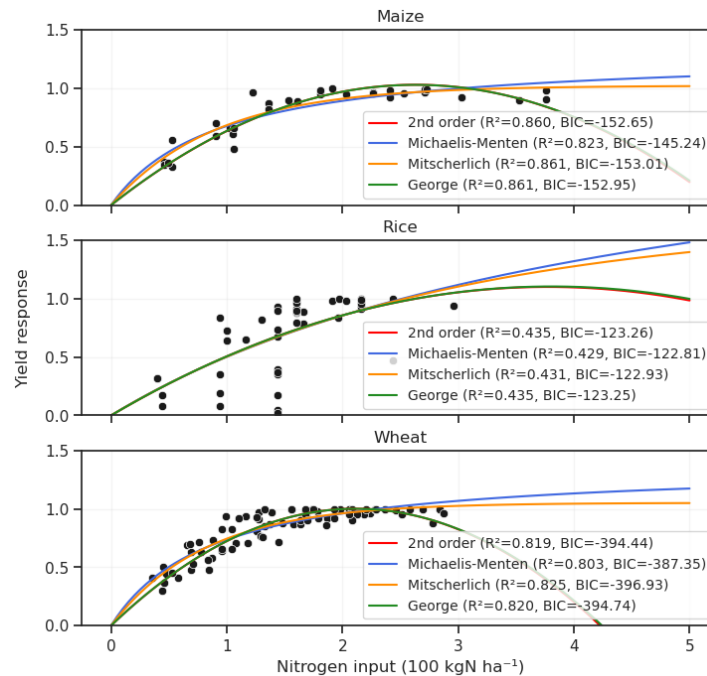 Maize
1.5
1.0
0.5
0.0
2nd order (R²=0.860, BIC=-152.65)
Michaelis-Menten (R²=0.823, BIC=-145.24)
Mitscherlich (R²=0.861, BIC=-153.01)
George (R²=0.861, BIC=-152.95)
Rice
Yield response
1.5
1.0
0.5
0.0
2nd order (R²=0.435, BIC=-123.26)
Michaelis-Menten (R²=0.429, BIC=-122.81)
Mitscherlich (R²=0.431, BIC=-122.93)
George (R²=0.435, BIC=-123.25)
Wheat
1.5
1.0
0.5
0.0
2nd order (R²=0.819, BIC=-394.44)
Michaelis-Menten (R²=0.803, BIC=-387.35)
Mitscherlich (R²=0.825, BIC=-396.93)
George (R²=0.820, BIC=-394.74)
0 1 2 3 4 5
Nitrogen input (100 kgN ha⁻¹)